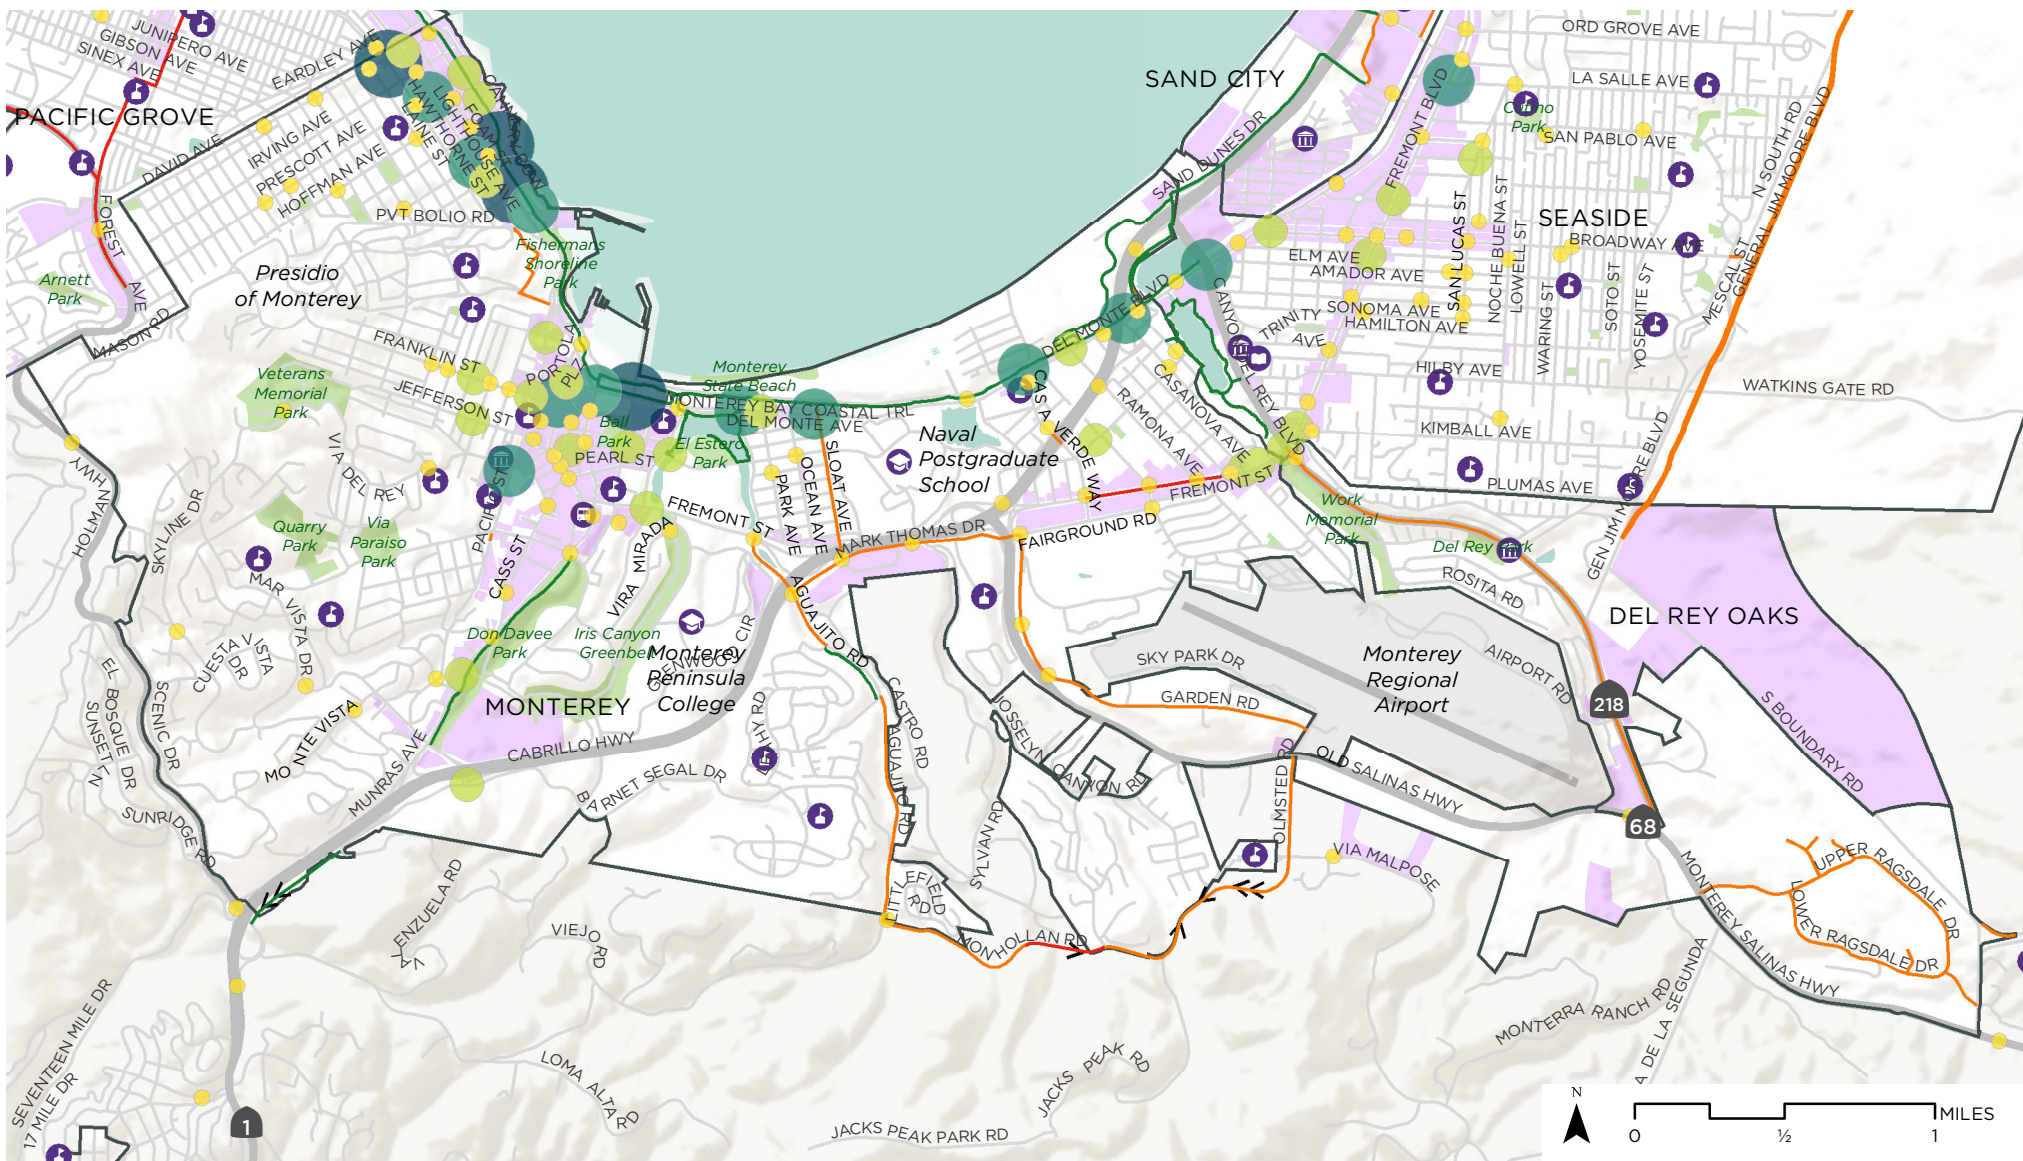 JUNIPERO AVE
GIBSON AVE
SINEX AVE
EARDLEY AVE
PACIFIC GROVE
DAVID AVE
IRVING AVE
PRESCOTT AVE
HOFFMAN AVE
HAWTHORNE ST
LAINE ST
LIGHTHOUSE AVE
FOAM ST
CANNERY ROW
PVT BOLIO RD
FOREST AVE
Arnett
Park
Presidio
of Monterey
Fishermans
Shoreline
Park
MASON RD
SAND CITY
SAND DUNES DR
FREMONT BLVD
ORD GROVE AVE
LA SALLE AVE
Cutino
Park
SAN PABLO AVE
N SOUTH RD
GENERAL JIM MOORE BLVD
SEASIDE
BROADWAY AVE
SAN LUCAS ST
NOCHE BUENA ST
LOWELL ST
ELM AVE
AMADOR AVE
SONOMA AVE
HAMILTON AVE
TRINITY
AVE
WARING ST
SOTO ST
YOSEMITE ST
MESCAL ST
HILBY AVE
WATKINS GATE RD
KIMBALL AVE
PLUMAS AVE
GEN JIM MOORE BLVD
CANYON DEL REY BLVD
DEL MONTE BLVD
FRANKLIN ST
JEFFERSON ST
PORTOLA
PLZ
Veterans
Memorial
Park
Monterey
State Beach
MONTEREY BAY COASTAL TRL
DEL MONTE AVE
Ball
Park
El Estero
Park
PEARL ST
VIA DEL REY
PACIFIC ST
Quarry
Park
Via
Paraiso
Park
SKYLINE DR
HOLMAN HWY
CASS ST
FREMONT ST
PARK AVE
OCEAN AVE
SLOAT AVE
MARK THOMAS DR
Naval
Postgraduate
School
CASA VERDE WAY
RAMONA AVE
CASANOVA AVE
FREMONT ST
FAIRGROUND RD
Work
Memorial
Park
Del Rey Park
ROSITA RD
DEL REY OAKS
MAR VISTA DR
CUESTA VISTA
DR
VIRA MIRADA
Don Davee
Park
Iris Canyon
Greenbelt
GLENWOOD CIR
Monterey
Peninsula
College
AGUAJITO RD
MONTEREY
MONTE VISTA
MUNRAS AVE
CABRILLO HWY
EL BOSQUE DR
SUNSET LN
SCENIC DR
SUNRIDGE RD
BARNET SEGAL DR
CASTRO RD
AGUAJITO RD
SYLVAN RD
JOSSELYN CANYON RD
SKY PARK DR
GARDEN RD
Monterey
Regional
Airport
AIRPORT RD
218
S BOUNDARY RD
OLMSTED RD
OLD SALINAS HWY
68
VIA MALPOSE
LITTLEFIELD
RD
MONHOLLAN RD
VIEJO
RD
UPPER RAGSDALE DR
LOWER RAGSDALE DR
MONTEREY SALINAS HWY
MONTERRA RANCH RD
A DE LA SEGUNDA
SEVENTEEN MILE DR
17 MILE DR
LOMA ALTA RD
JACKS PEAK RD
JACKS PEAK PARK RD
1
N
0
½
1
MILES